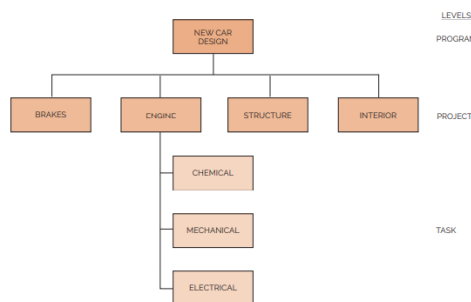 LEVELS
NEW CAR
DESIGN
PROGRAM
BRAKES
ENGINE
STRUCTURE
INTERIOR
PROJECT
CHEMICAL
MECHANICAL
TASK
ELECTRICAL